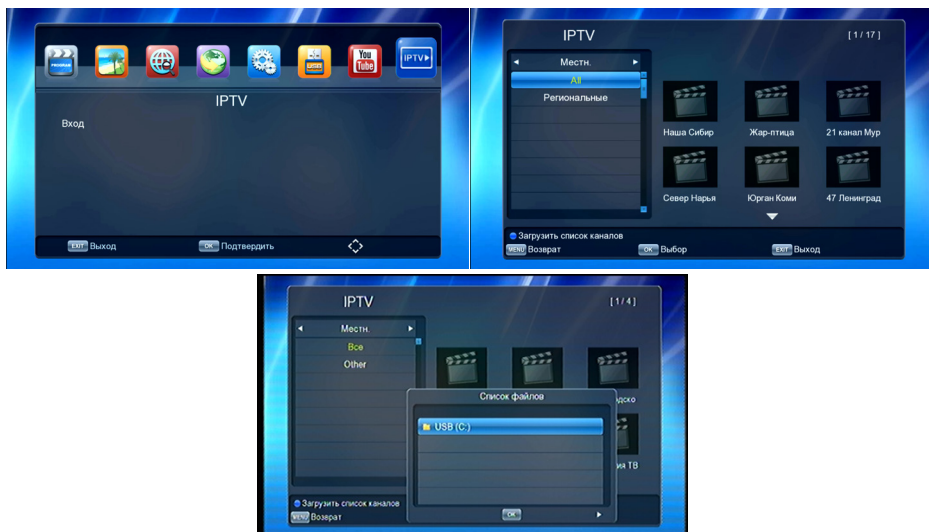 PROGRAM
You Tube
IPTV
IPTV
Вход
EXIT Выход
OK Подтвердить
IPTV
[1/17]
Местн.
All
Региональные
Наша Сибир
Жар-птица
21 канал Мур
Север Нарья
Юрган Коми
47 Ленинград
Загрузить список каналов
MENU Возврат
OK Выбор
EXIT Выход
IPTV
[1/4]
Местн.
Все
Other
дско
Список файлов
USB (C:)
ия ТВ
OK
Загрузить список каналов
MENU Возврат